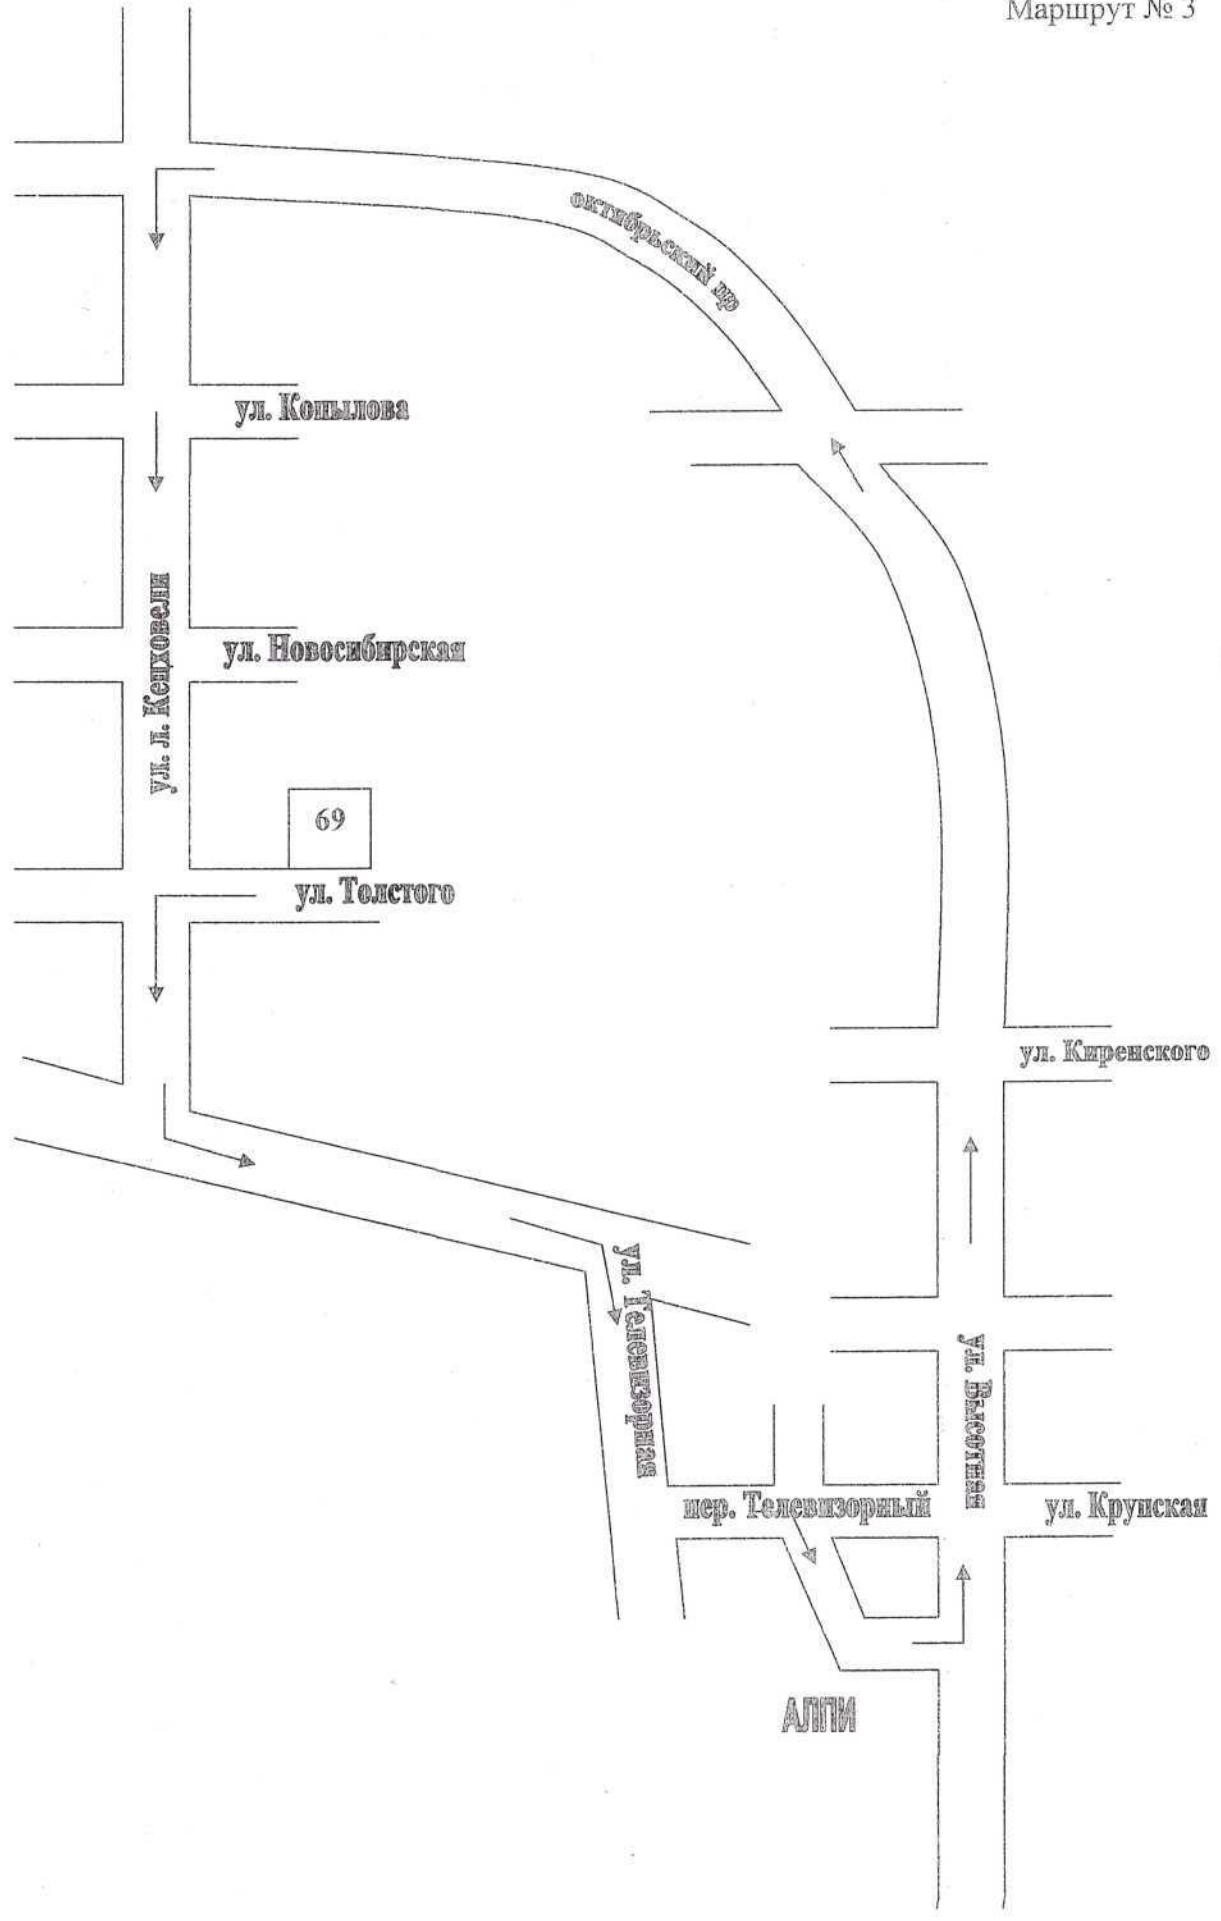 Маршрут № 3
октябрьский пр
ул. Копылова
ул. л. Кецховели
ул. Новосибирская
69
ул. Толстого
ул. Киренского
ул. Телевизорная
ул. Высотная
пер. Телевизорный
ул. Крупская
АЛПИ